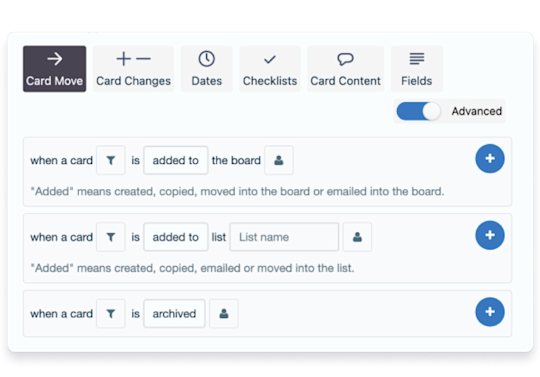 Card Move Card Changes Dates Checklists Card Content Fields
Advanced
when a card is added to the board
"Added" means created, copied, moved into the board or emailed into the board.
when a card is added to list List name
"Added" means created, copied, emailed or moved into the list.
when a card is archived